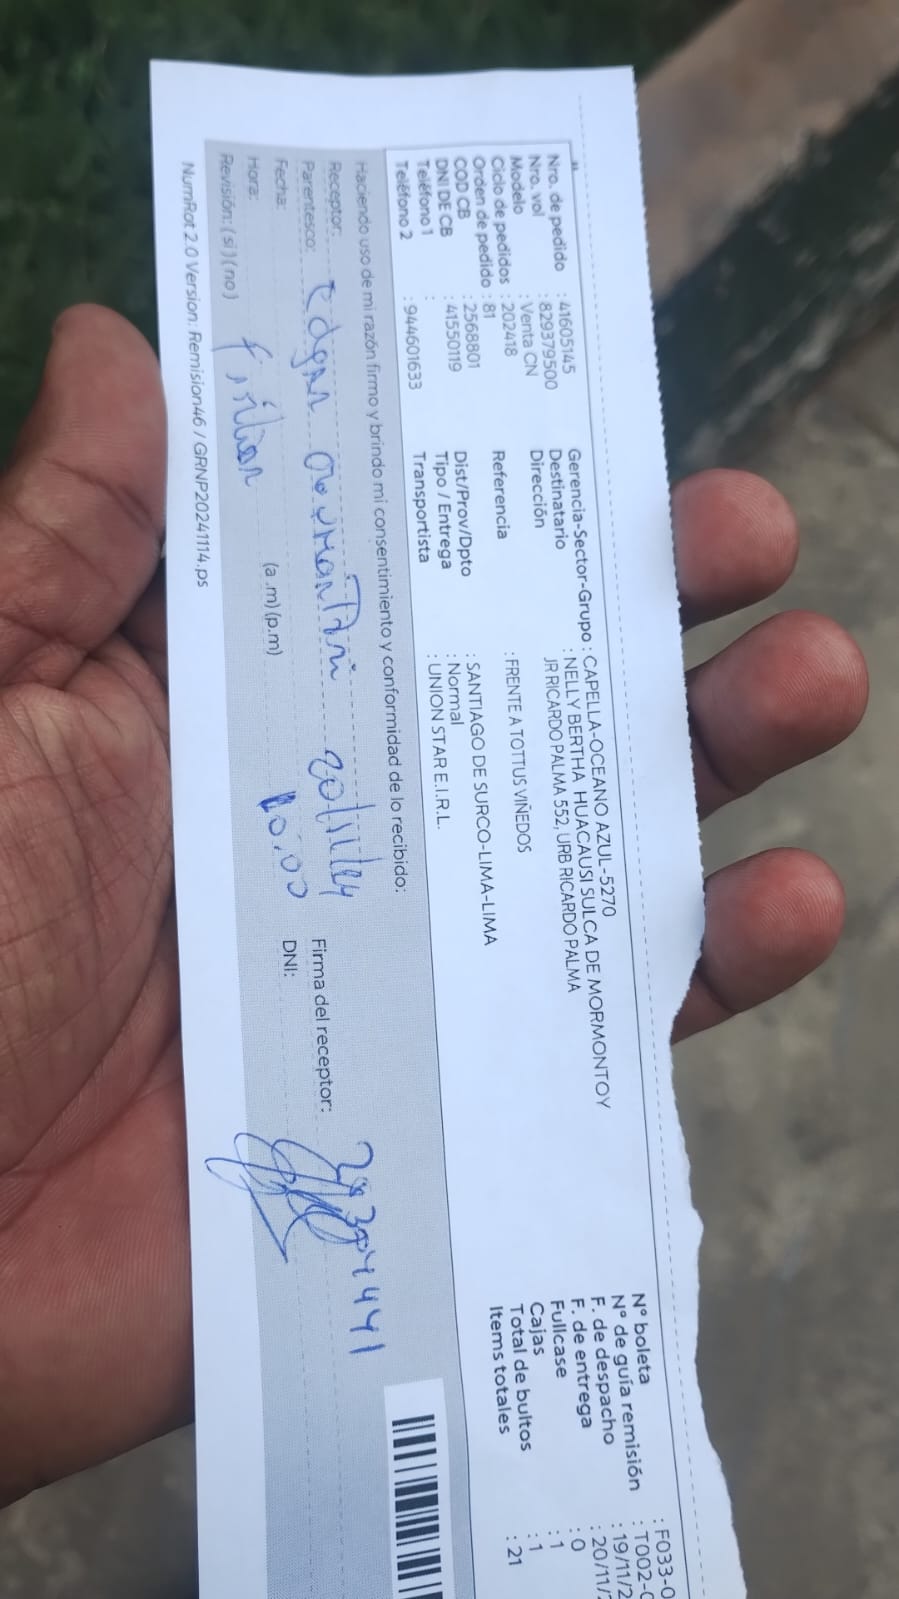 Nro. de pedido : 41605145
Nro. vol : 829379500
Modelo : Venta CN
Ciclo de pedidos : 202418
Orden de pedido : 81
COD CB : 2568801
DNI DE CB : 41550119
Teléfono 1 :
Teléfono 2 : 944601633
Gerencia-Sector-Grupo : CAPELLA-OCEANO AZUL-5270
Destinatario : NELLY BERTHA HUACAUSI SULCA DE MORMONTOY
Dirección JR RICARDO PALMA 552, URB RICARDO PALMA
Referencia : FRENTE A TOTTUS VIÑEDOS
Dist/Prov/Dpto : SANTIAGO DE SURCO-LIMA-LIMA
Tipo / Entrega : Normal
Transportista : UNION STAR E.I.R.L.
N° boleta : F033-0
N° de guía remisión : T002-
F. de despacho : 19/11/2
F. de entrega : 20/11/
Fullcase : 0
Cajas : 1
Total de bultos : 1
Items totales : 21
Haciendo uso de mi razón firmo y brindo mi consentimiento y conformidad de lo recibido:
Receptor: Edgar
Parentesco:
Fecha: 20/11/24
Hora: 10:00 (a.m) (p.m)
Revisión: (si) (no)
Firma del receptor:
DNI:
NumRot 2.0 Version: Remision46 / GRNP20241114.ps